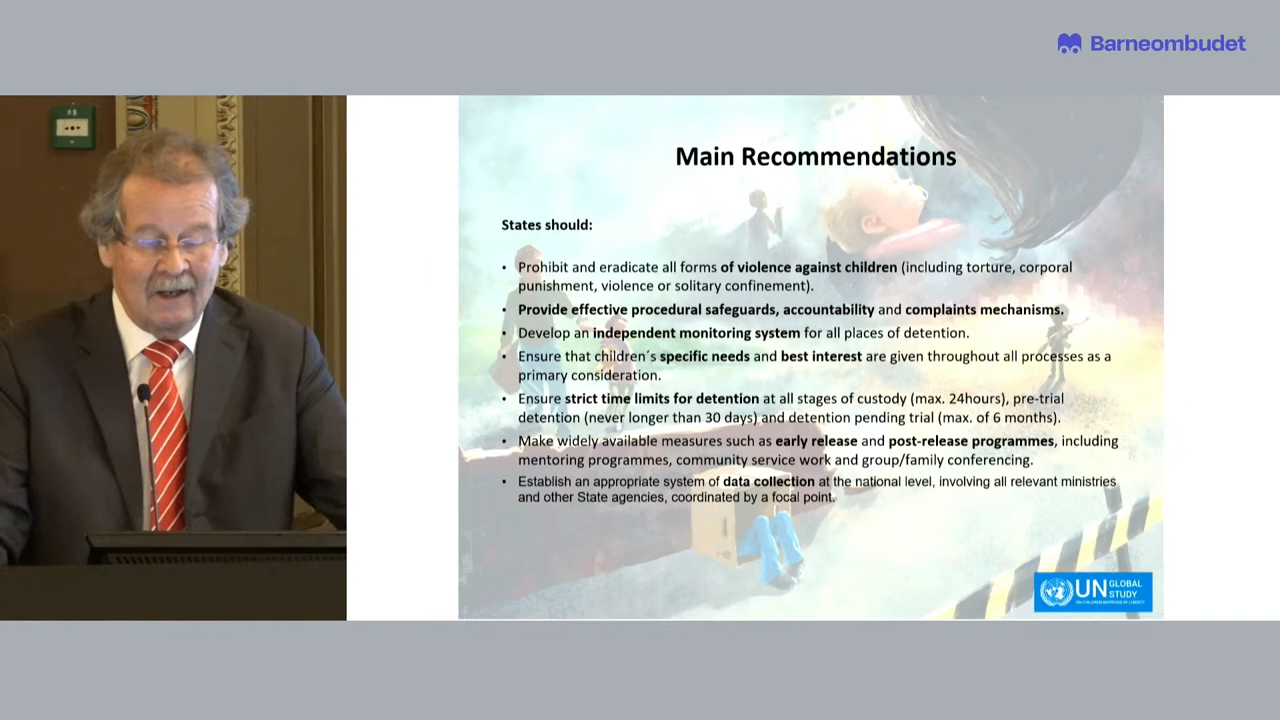 Barneombudet
Main Recommendations
States should:
• Prohibit and eradicate all forms of violence against children (including torture, corporal
punishment, violence or solitary confinement).
• Provide effective procedural safeguards, accountability and complaints mechanisms.
• Develop an independent monitoring system for all places of detention.
• Ensure that children´s specific needs and best interest are given throughout all processes as a
primary consideration.
• Ensure strict time limits for detention at all stages of custody (max. 24hours), pre-trial
detention (never longer than 30 days) and detention pending trial (max. of 6 months).
• Make widely available measures such as early release and post-release programmes, including
mentoring programmes, community service work and group/family conferencing.
• Establish an appropriate system of data collection at the national level, involving all relevant ministries
and other State agencies, coordinated by a focal point.
UN GLOBAL
STUDY
ON CHILDREN DEPRIVED OF LIBERTY